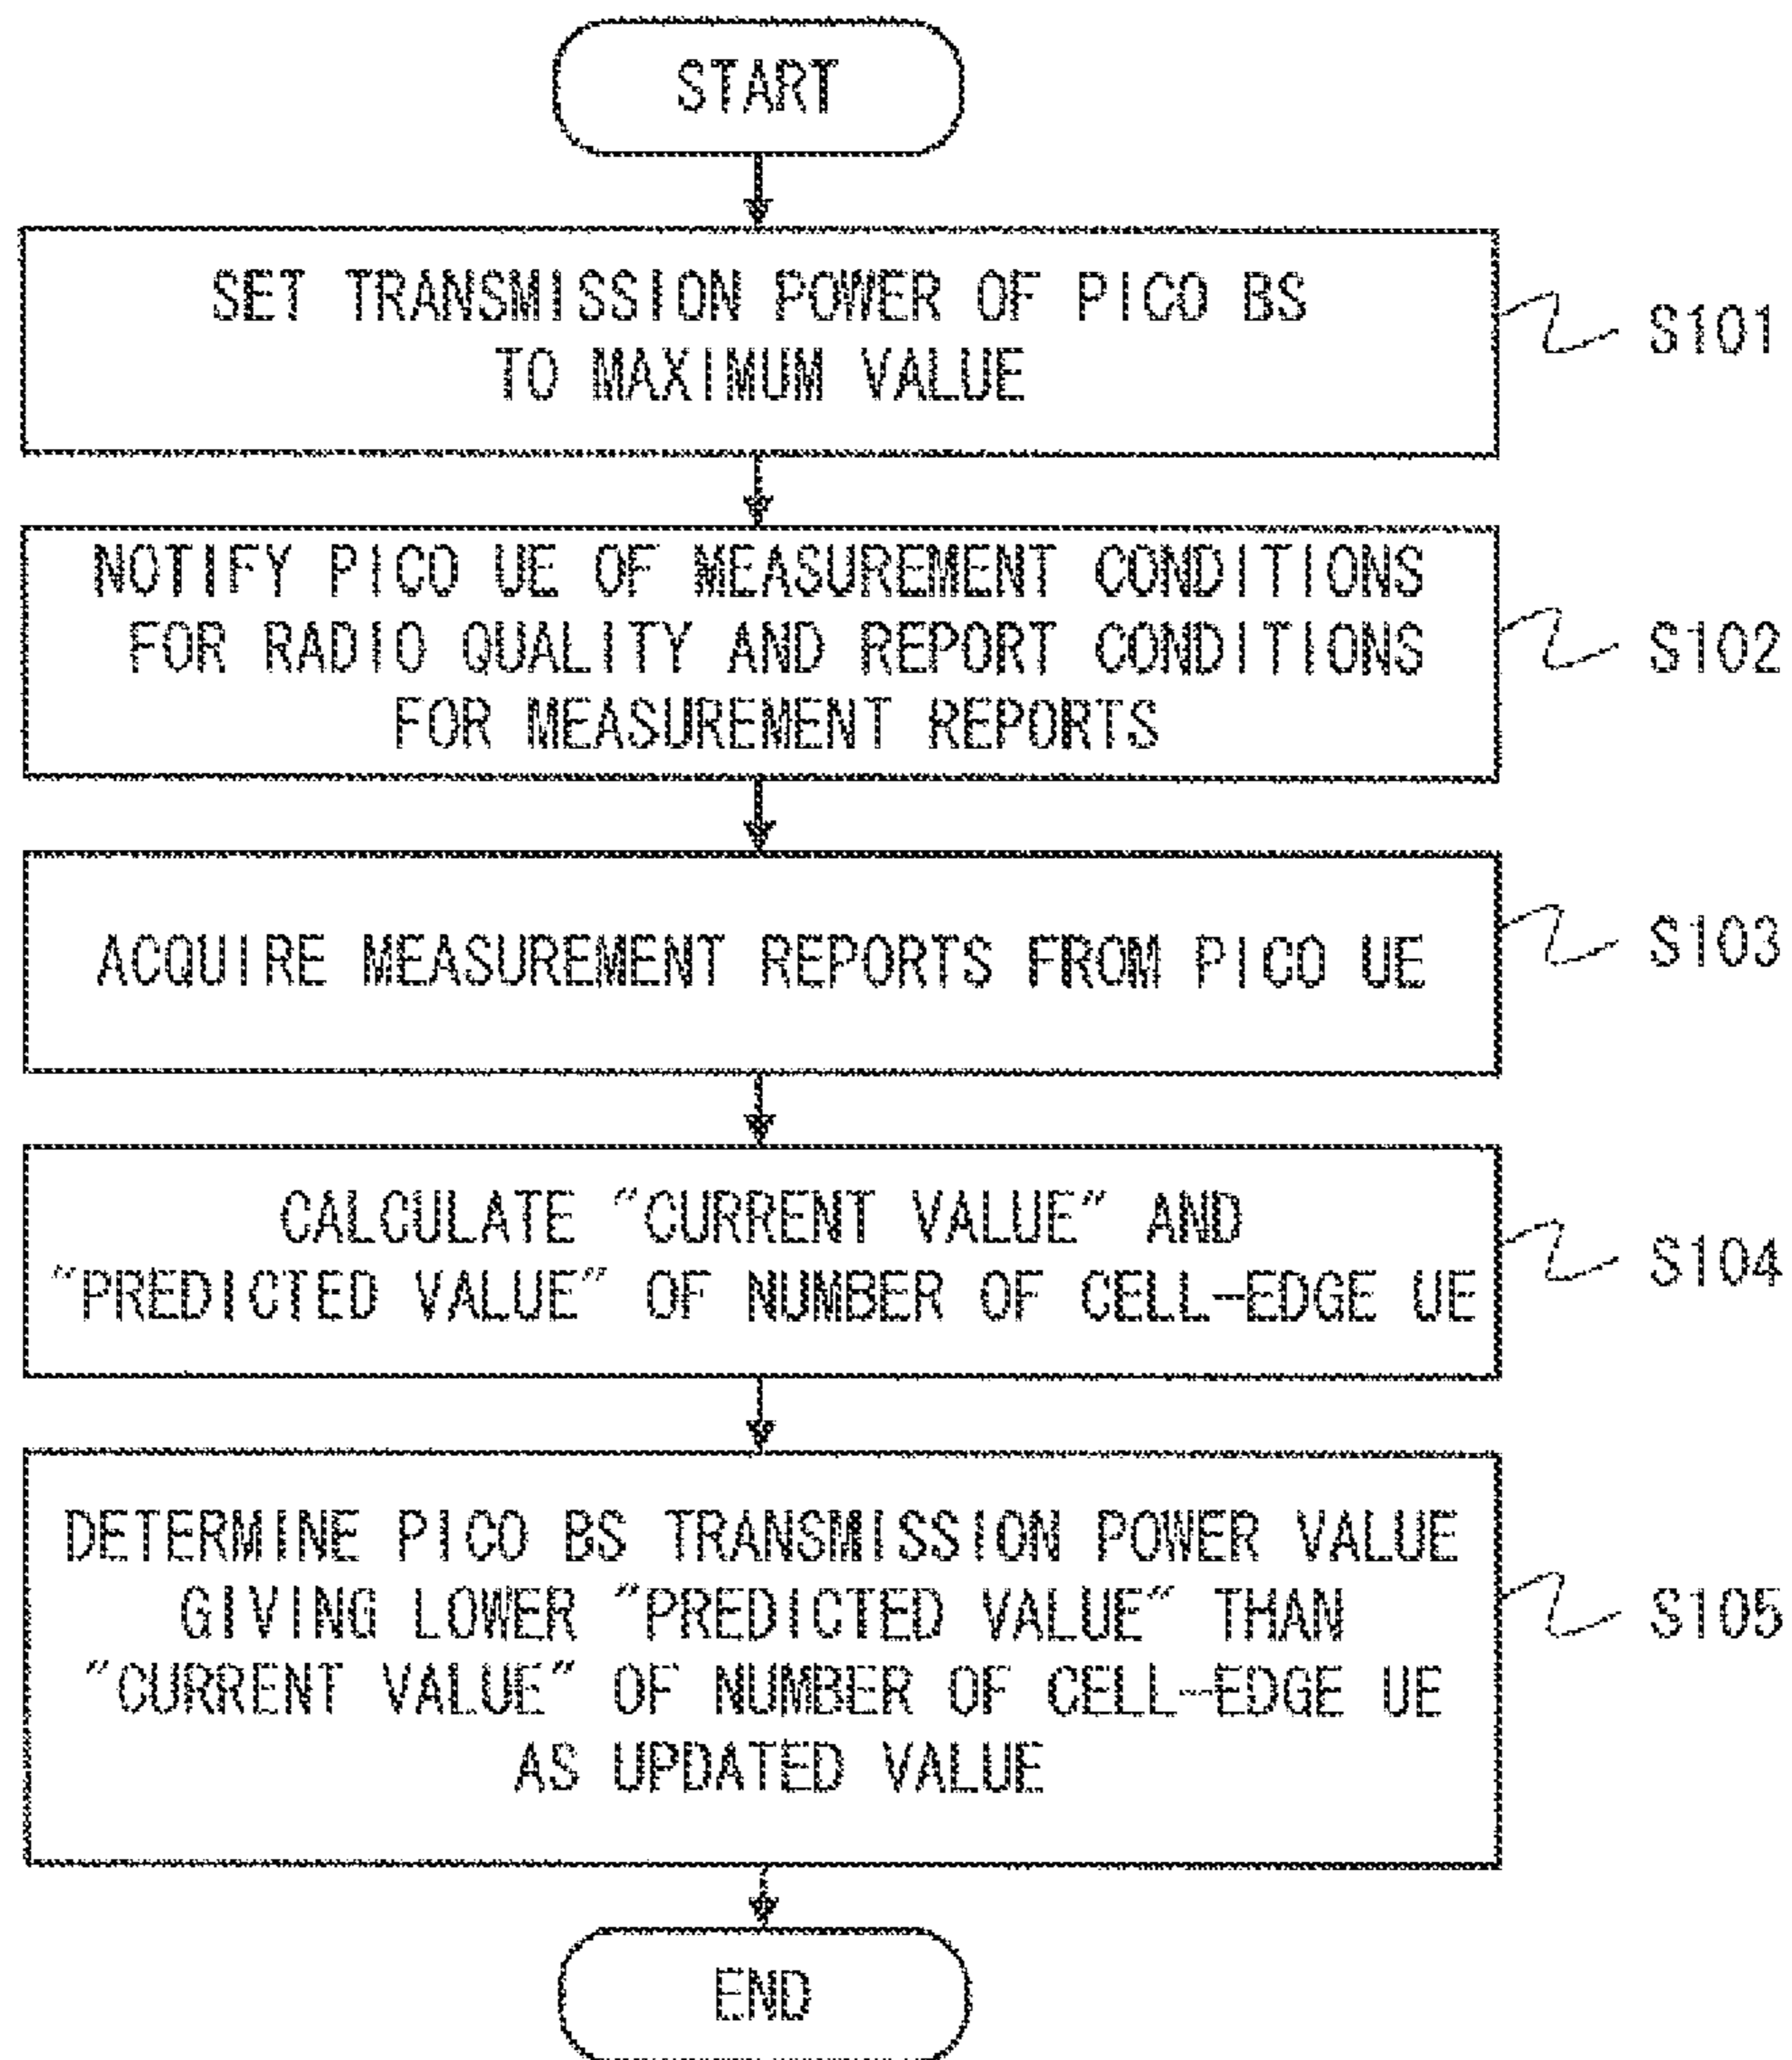 START
SET TRANSMISSION POWER OF PICO BS
TO MAXIMUM VALUE
S101
NOTIFY PICO UE OF MEASUREMENT CONDITIONS
FOR RADIO QUALITY AND REPORT CONDITIONS
FOR MEASUREMENT REPORTS
S102
ACQUIRE MEASUREMENT REPORTS FROM PICO UE
S103
CALCULATE "CURRENT VALUE" AND
"PREDICTED VALUE" OF NUMBER OF CELL-EDGE UE
S104
DETERMINE PICO BS TRANSMISSION POWER VALUE
GIVING LOWER "PREDICTED VALUE" THAN
"CURRENT VALUE" OF NUMBER OF CELL-EDGE UE
AS UPDATED VALUE
S105
END